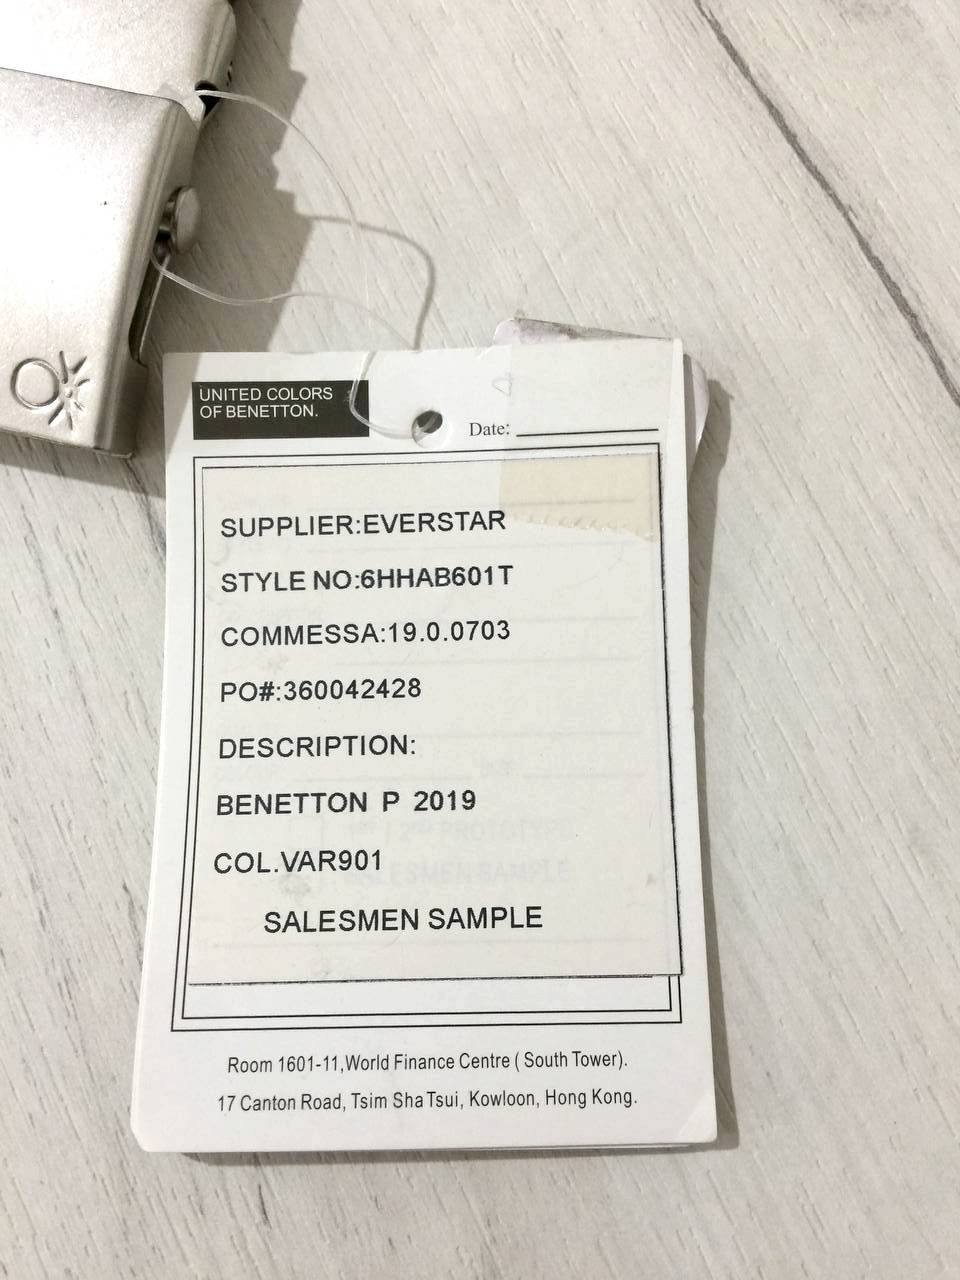 UNITED COLORS
OF BENETTON.
Date:
SUPPLIER:EVERSTAR
STYLE NO:6HHAB601T
COMMESSA:19.0.0703
PO#:360042428
DESCRIPTION:
BENETTON P 2019
COL.VAR901
SALESMEN SAMPLE
Room 1601-11,World Finance Centre ( South Tower).
17 Canton Road, Tsim Sha Tsui, Kowloon, Hong Kong.